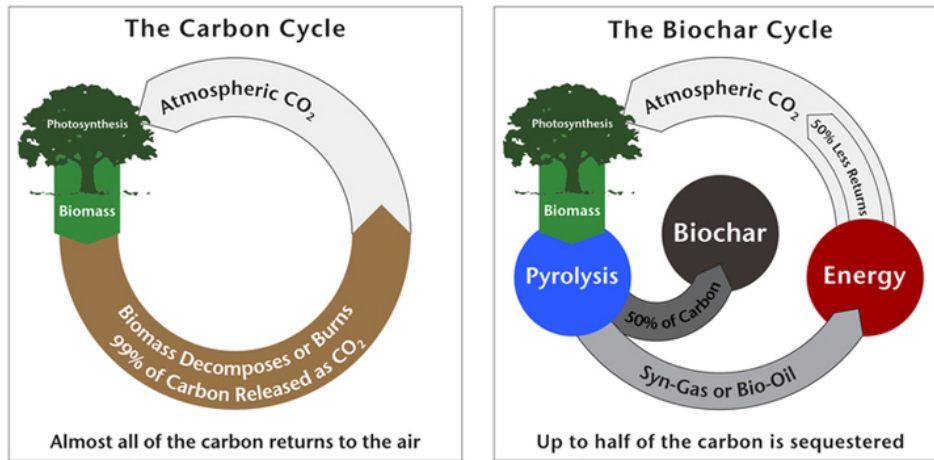 The Carbon Cycle
Atmospheric CO₂
Photosynthesis
Biomass
Biomass Decomposes or Burns
99% of Carbon Released as CO₂
Almost all of the carbon returns to the air
The Biochar Cycle
Atmospheric CO₂
50% Less Returns
Photosynthesis
Biomass
Biochar
Pyrolysis
Energy
50% of Carbon
Syn-Gas or Bio-Oil
Up to half of the carbon is sequestered